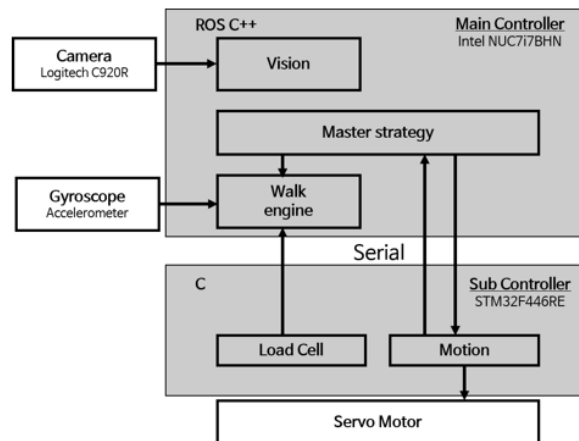 ROS C++
Main Controller
Intel NUC7i7BHN
Camera
Logitech C920R
Vision
Master strategy
Gyroscope
Accelerometer
Walk
engine
Serial
C
Sub Controller
STM32F446RE
Load Cell
Motion
Servo Motor